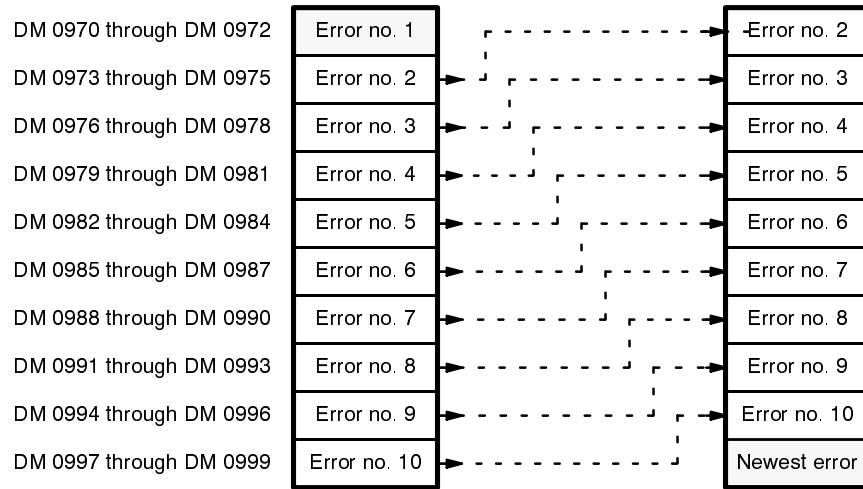 DM 0970 through DM 0972 Error no. 1 Error no. 2
DM 0973 through DM 0975 Error no. 2 Error no. 3
DM 0976 through DM 0978 Error no. 3 Error no. 4
DM 0979 through DM 0981 Error no. 4 Error no. 5
DM 0982 through DM 0984 Error no. 5 Error no. 6
DM 0985 through DM 0987 Error no. 6 Error no. 7
DM 0988 through DM 0990 Error no. 7 Error no. 8
DM 0991 through DM 0993 Error no. 8 Error no. 9
DM 0994 through DM 0996 Error no. 9 Error no. 10
DM 0997 through DM 0999 Error no. 10 Newest error